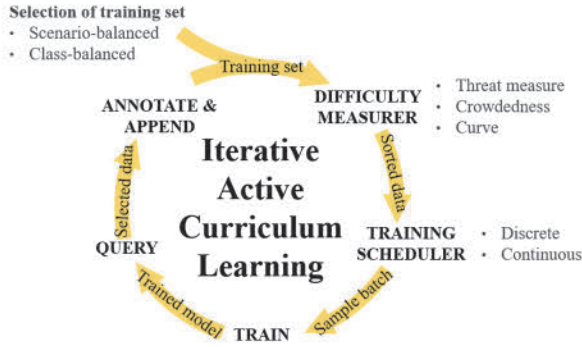 Selection of training set
• Scenario-balanced
• Class-balanced
Training set
ANNOTATE &
APPEND
DIFFICULTY
MEASURER
• Threat measure
• Crowdedness
• Curve
Iterative
Active
Curriculum
Learning
Selected data
Sorted data
QUERY
TRAINING
SCHEDULER
• Discrete
• Continuous
Trained model
Sample batch
TRAIN